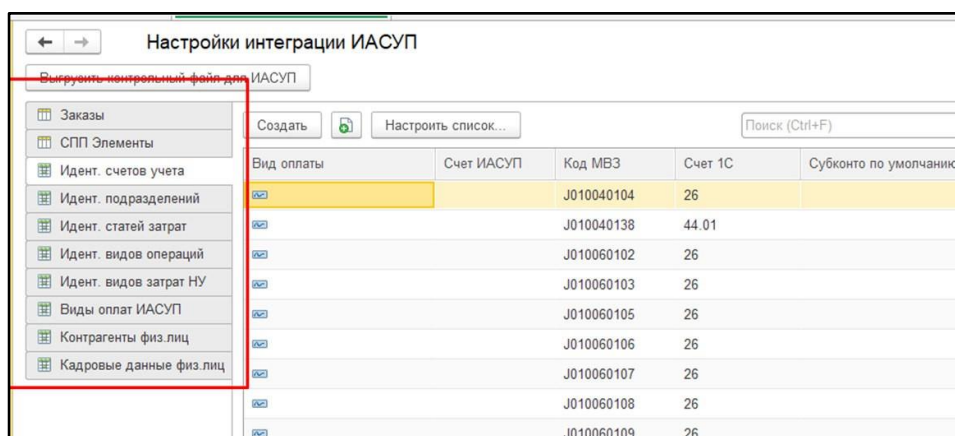 Настройки интеграции ИАСУП
Выгрузить контрольный файл для ИАСУП
Заказы
СПП Элементы
Идент. счетов учета
Идент. подразделений
Идент. статей затрат
Идент. видов операций
Идент. видов затрат НУ
Виды оплат ИАСУП
Контрагенты физ.лиц
Кадровые данные физ.лиц
Создать Настроить список... Поиск (Ctrl+F)
Вид оплаты Счет ИАСУП Код МВЗ Счет 1С Субконто по умолчанию
J010040104 26
J010040138 44.01
J010060102 26
J010060103 26
J010060105 26
J010060106 26
J010060107 26
J010060108 26
J010060109 26